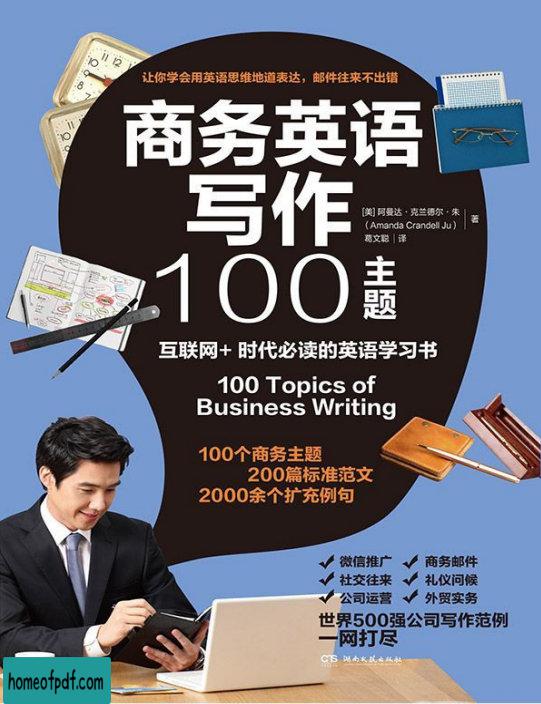 让你学会用英语思维地道表达，邮件往来不出错
商务英语
写作
[美] 阿曼达·克兰德尔·朱
（Amanda Crandell Ju） 著
葛文聪 | 译
100主题
互联网+ 时代必读的英语学习书
100 Topics of
Business Writing
100个商务主题
200篇标准范文
2000余个扩充例句
微信推广 商务邮件
社交往来 礼仪问候
公司运营 外贸实务
世界500强公司写作范例
一网打尽
湖南文艺出版社
homeofpdf.com